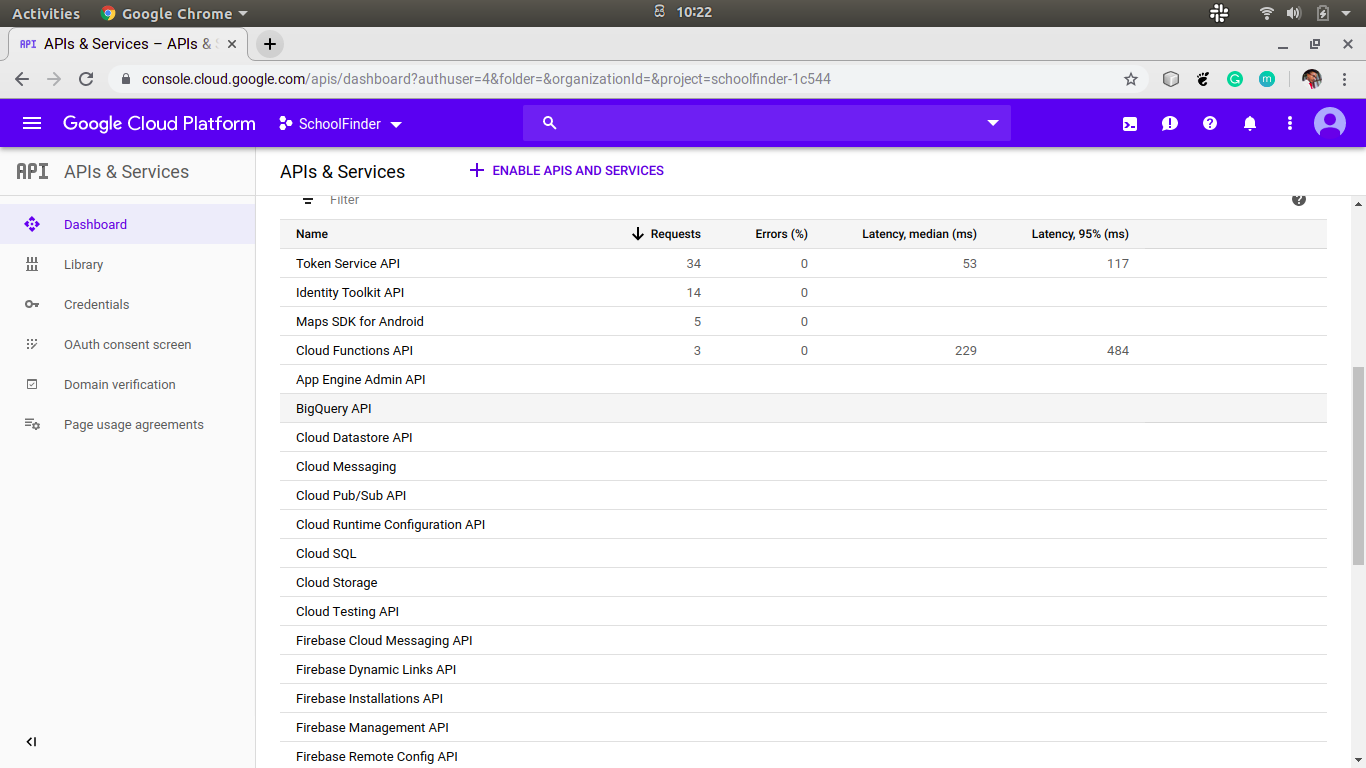 Activities Google Chrome 10:22
API APIs & Services – APIs & S
console.cloud.google.com/apis/dashboard?authuser=4&folder=&organizationId=&project=schoolfinder-1c544
Google Cloud Platform SchoolFinder
API APIs & Services
APIs & Services ENABLE APIS AND SERVICES
Dashboard
Library
Credentials
OAuth consent screen
Domain verification
Page usage agreements
Filter
Name Requests Errors (%) Latency, median (ms) Latency, 95% (ms)
Token Service API 34 0 53 117
Identity Toolkit API 14 0
Maps SDK for Android 5 0
Cloud Functions API 3 0 229 484
App Engine Admin API
BigQuery API
Cloud Datastore API
Cloud Messaging
Cloud Pub/Sub API
Cloud Runtime Configuration API
Cloud SQL
Cloud Storage
Cloud Testing API
Firebase Cloud Messaging API
Firebase Dynamic Links API
Firebase Installations API
Firebase Management API
Firebase Remote Config API